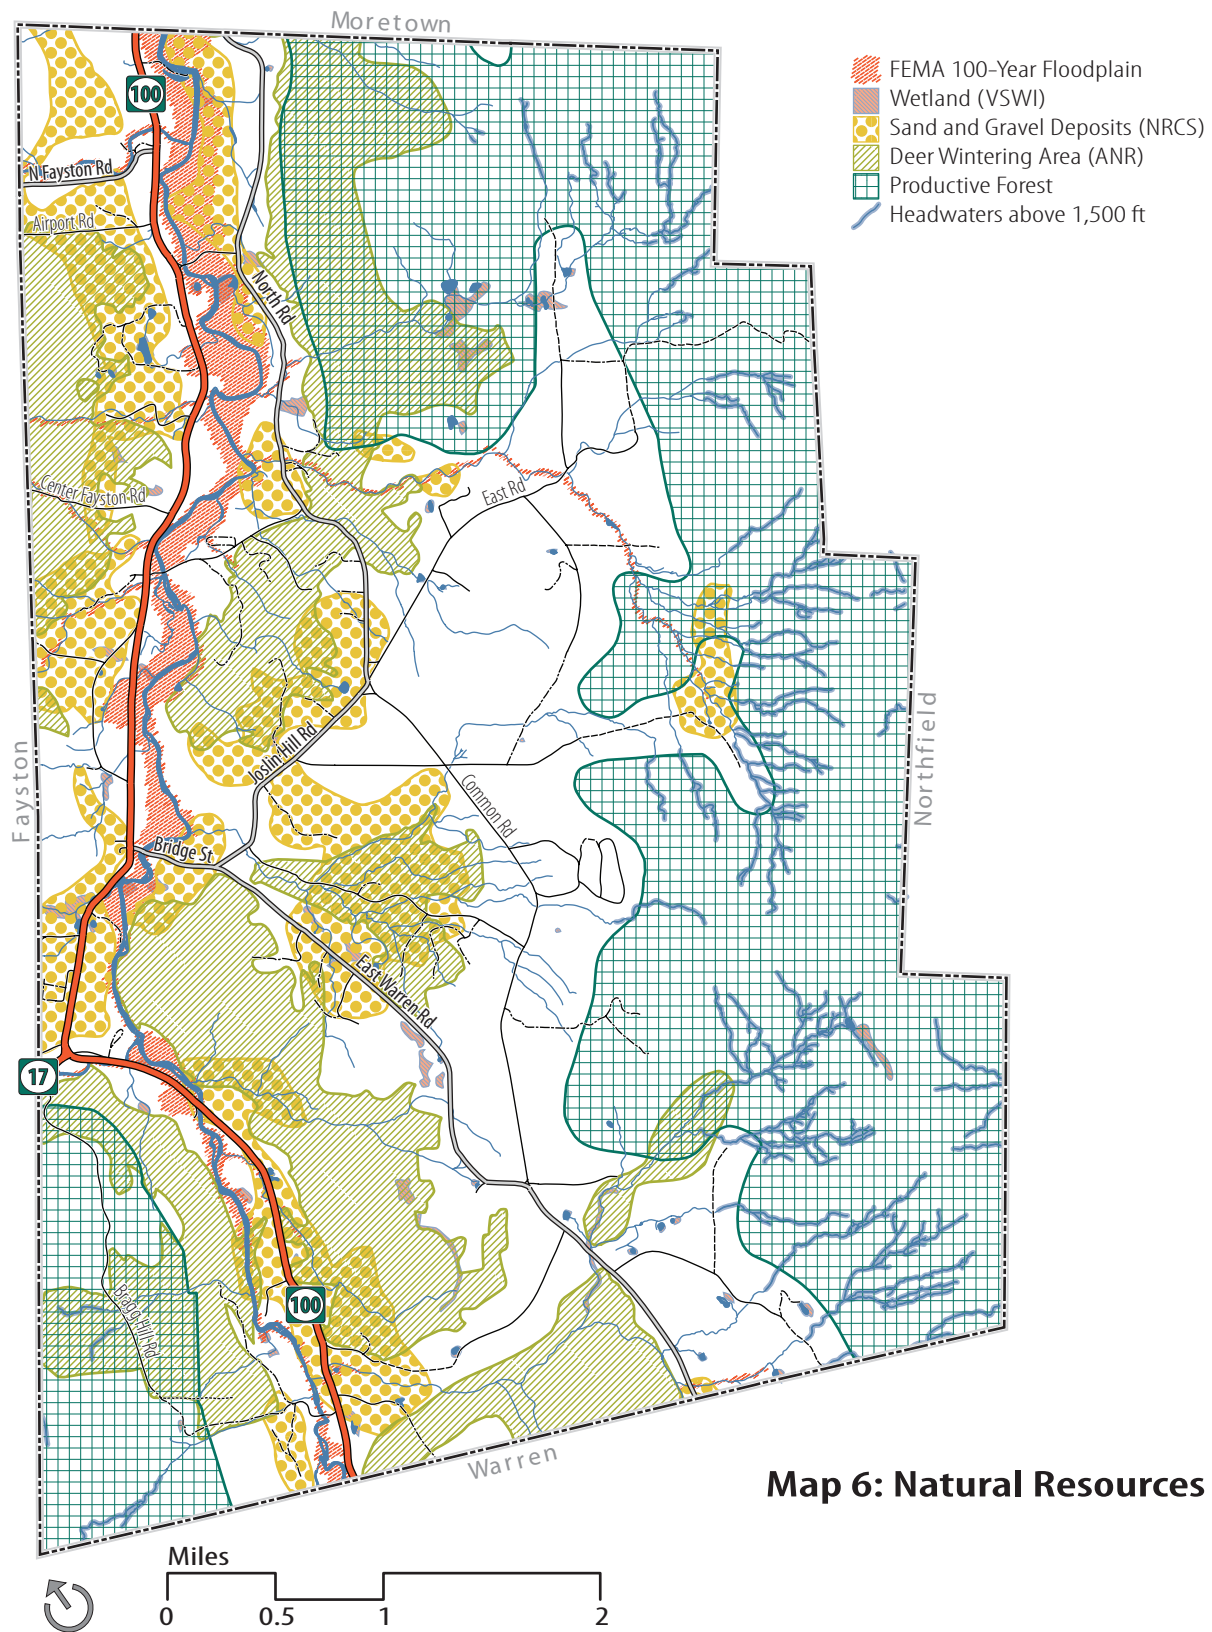 Moretown
FEMA 100-Year Floodplain
Wetland (VSWI)
Sand and Gravel Deposits (NRCS)
Deer Wintering Area (ANR)
Productive Forest
Headwaters above 1,500 ft
100
N Fayston Rd
Airport Rd
North Rd
Center Fayston Rd
East Rd
Joslin Hill Rd
Common Rd
Fayston
Northfield
Bridge St
East Warren Rd
17
Bragg Hill Rd
100
Warren
Map 6: Natural Resources
Miles
0 0.5 1 2